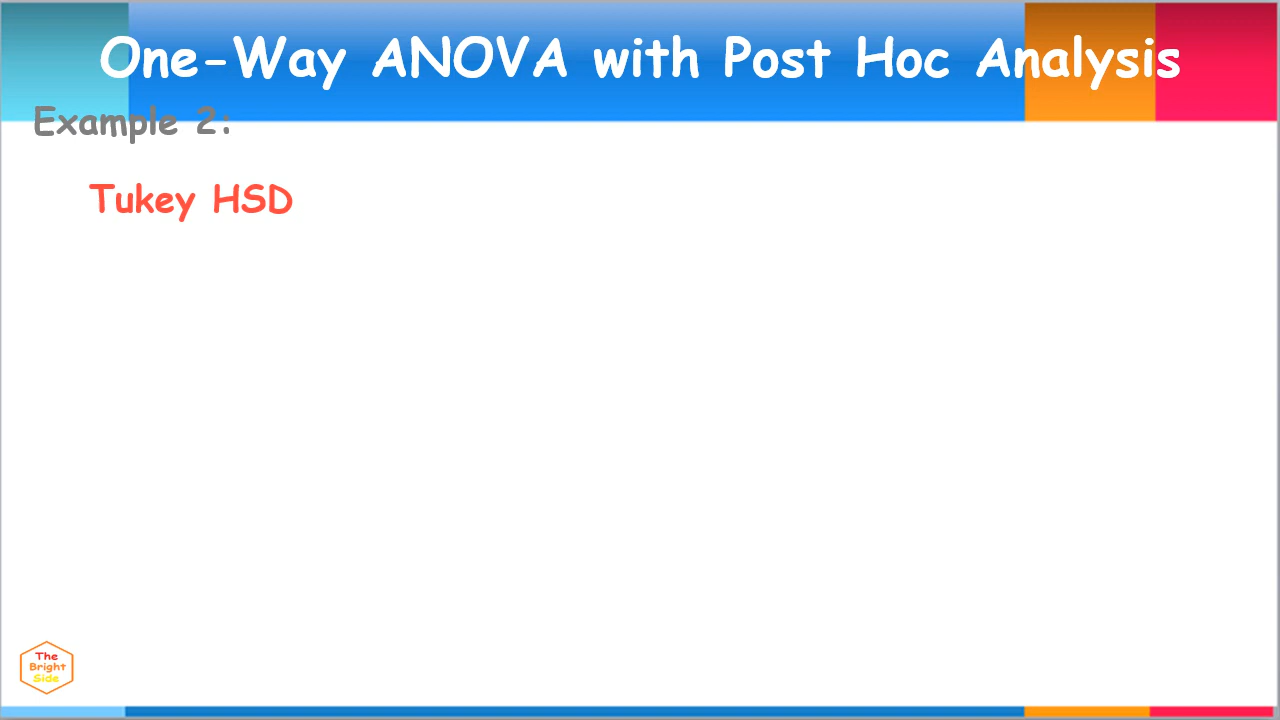 One-Way ANOVA with Post Hoc Analysis
Example 2:
Tukey HSD
The
Bright
Side